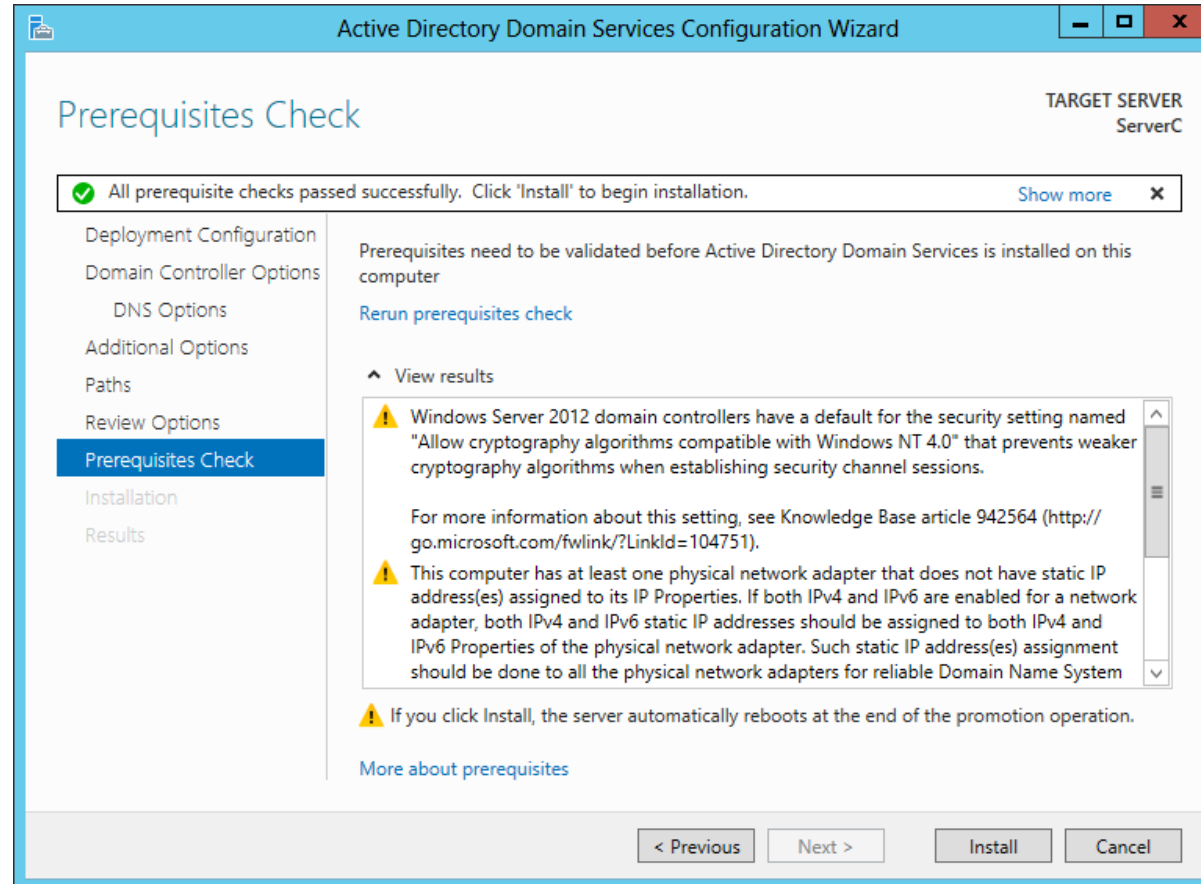 Active Directory Domain Services Configuration Wizard
Prerequisites Check
TARGET SERVER
ServerC
All prerequisite checks passed successfully. Click 'Install' to begin installation.
Show more
Deployment Configuration
Domain Controller Options
DNS Options
Additional Options
Paths
Review Options
Prerequisites Check
Installation
Results
Prerequisites need to be validated before Active Directory Domain Services is installed on this
computer
Rerun prerequisites check
View results
Windows Server 2012 domain controllers have a default for the security setting named
"Allow cryptography algorithms compatible with Windows NT 4.0" that prevents weaker
cryptography algorithms when establishing security channel sessions.
For more information about this setting, see Knowledge Base article 942564 (http://
go.microsoft.com/fwlink/?LinkId=104751).
This computer has at least one physical network adapter that does not have static IP
address(es) assigned to its IP Properties. If both IPv4 and IPv6 are enabled for a network
adapter, both IPv4 and IPv6 static IP addresses should be assigned to both IPv4 and
IPv6 Properties of the physical network adapter. Such static IP address(es) assignment
should be done to all the physical network adapters for reliable Domain Name System
If you click Install, the server automatically reboots at the end of the promotion operation.
More about prerequisites
< Previous
Next >
Install
Cancel